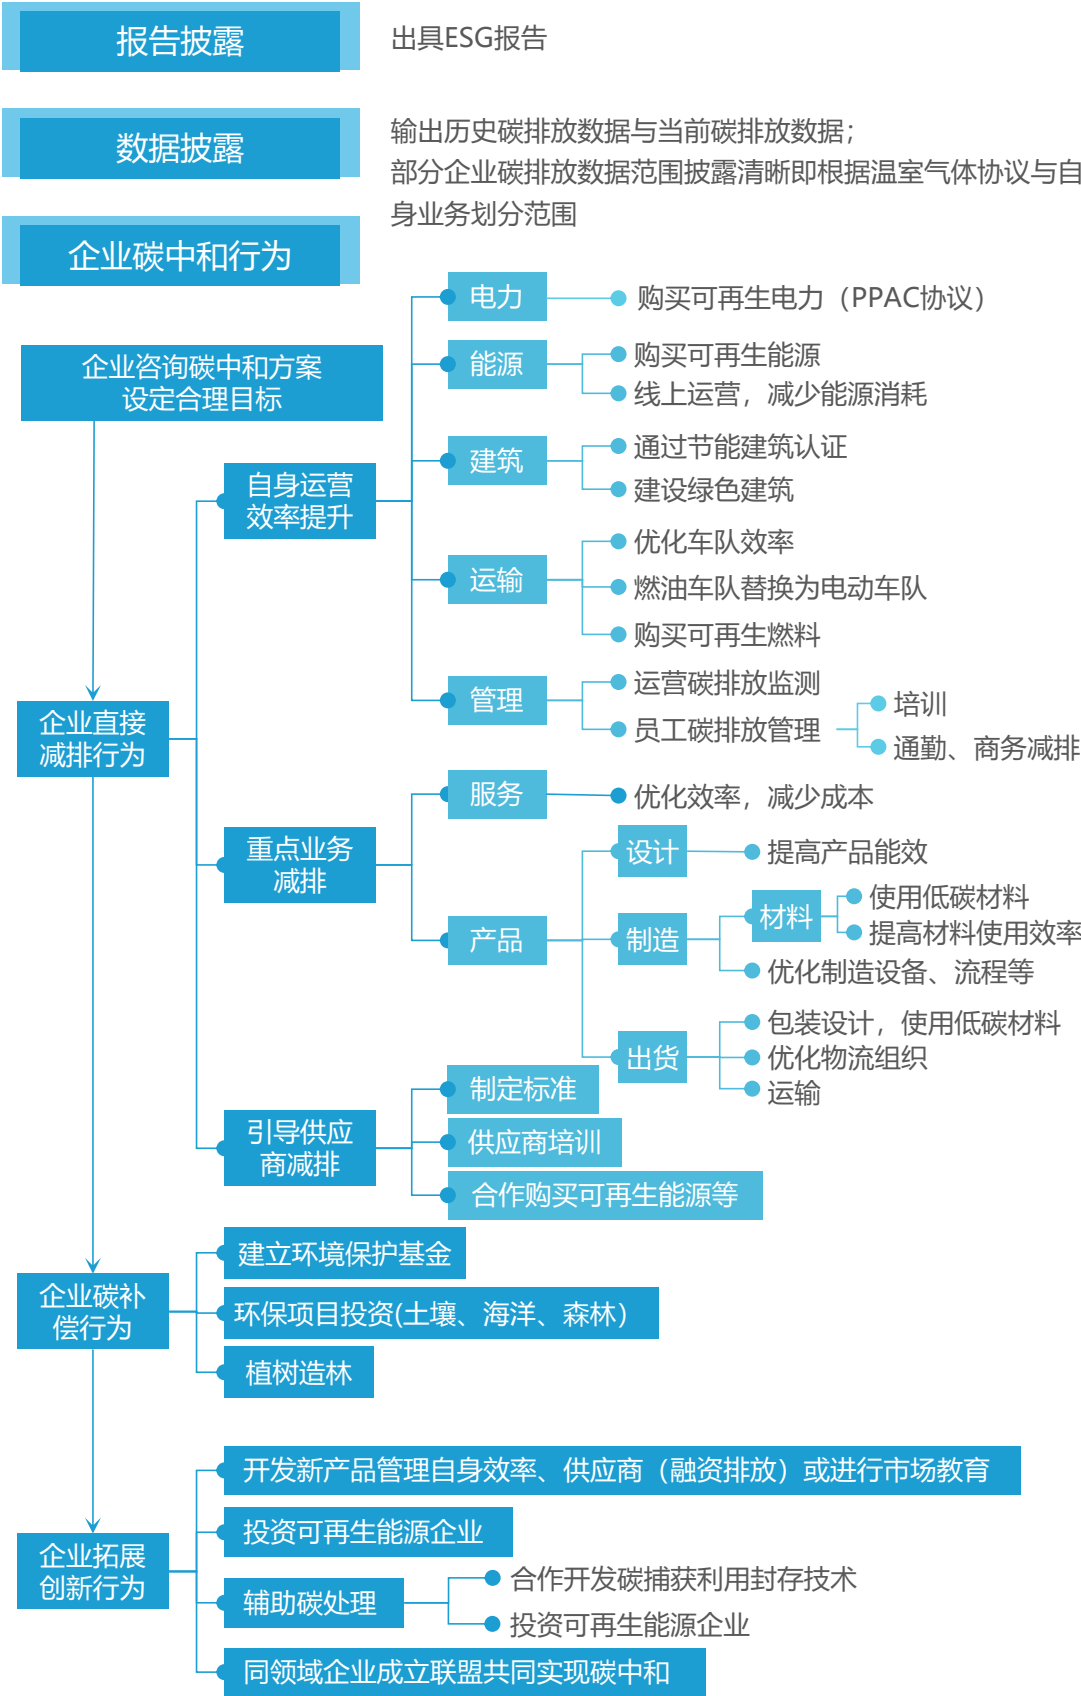 报告披露
出具ESG报告
数据披露
输出历史碳排放数据与当前碳排放数据；
部分企业碳排放数据范围披露清晰即根据温室气体协议与自
身业务划分范围
企业碳中和行为
企业咨询碳中和方案
设定合理目标
企业直接
减排行为
自身运营
效率提升
电力
购买可再生电力（PPAC协议）
能源
购买可再生能源
线上运营，减少能源消耗
建筑
通过节能建筑认证
建设绿色建筑
运输
优化车队效率
燃油车队替换为电动车队
购买可再生燃料
管理
运营碳排放监测
员工碳排放管理
培训
通勤、商务减排
重点业务
减排
服务
优化效率，减少成本
产品
设计
提高产品能效
制造
材料
使用低碳材料
提高材料使用效率
优化制造设备、流程等
出货
包装设计，使用低碳材料
优化物流组织
运输
引导供应
商减排
制定标准
供应商培训
合作购买可再生能源等
企业碳补
偿行为
建立环境保护基金
环保项目投资(土壤、海洋、森林）
植树造林
企业拓展
创新行为
开发新产品管理自身效率、供应商（融资排放）或进行市场教育
投资可再生能源企业
辅助碳处理
合作开发碳捕获利用封存技术
投资可再生能源企业
同领域企业成立联盟共同实现碳中和